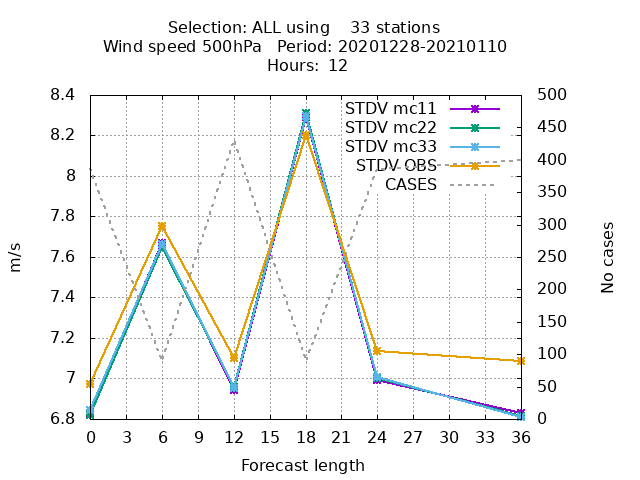 Selection: ALL using    33 stations
Wind speed 500hPa   Period: 20201228-20210110
Hours:  12
STDV mc11
STDV mc22
STDV mc33
STDV OBS
CASES
m/s
No cases
8.4
8.2
8
7.8
7.6
7.4
7.2
7
6.8
500
450
400
350
300
250
200
150
100
50
0
0 3 6 9 12 15 18 21 24 27 30 33 36
Forecast length